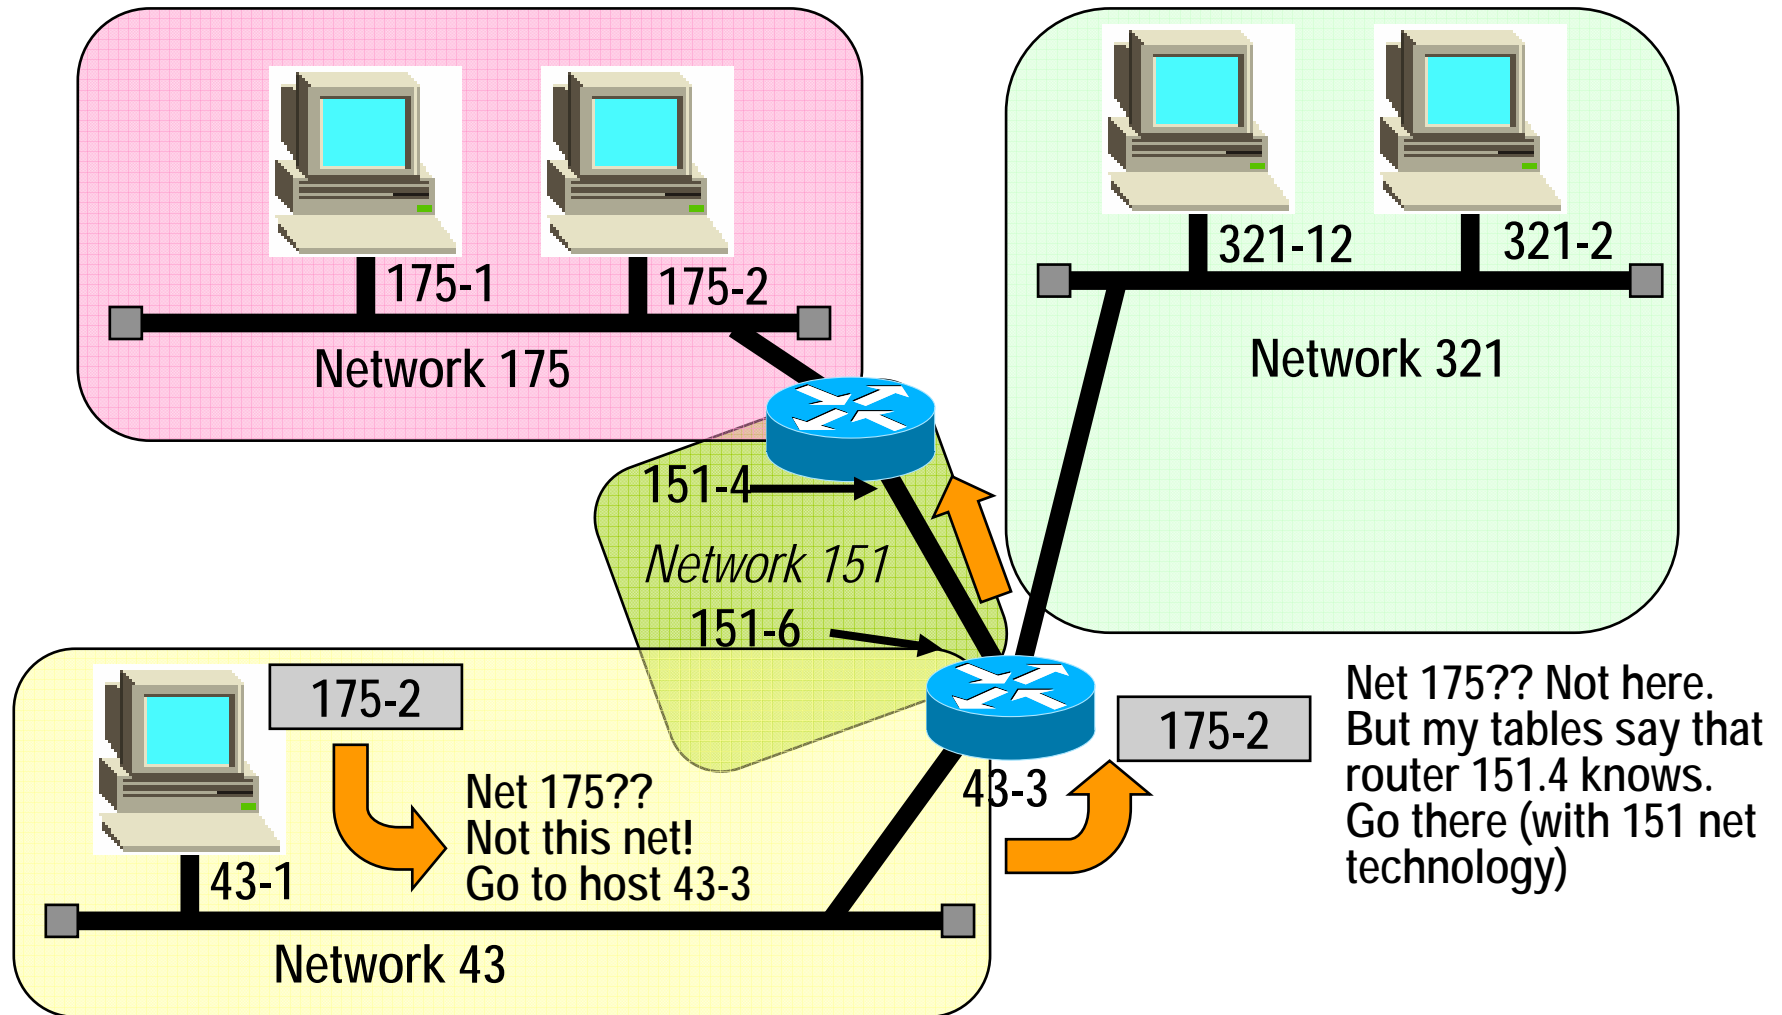 175-1
175-2
Network 175
321-12
321-2
Network 321
151-4
Network 151
151-6
175-2
Net 175??
Not this net!
Go to host 43-3
43-1
Network 43
43-3
175-2
Net 175?? Not here.
But my tables say that
router 151.4 knows.
Go there (with 151 net
technology)